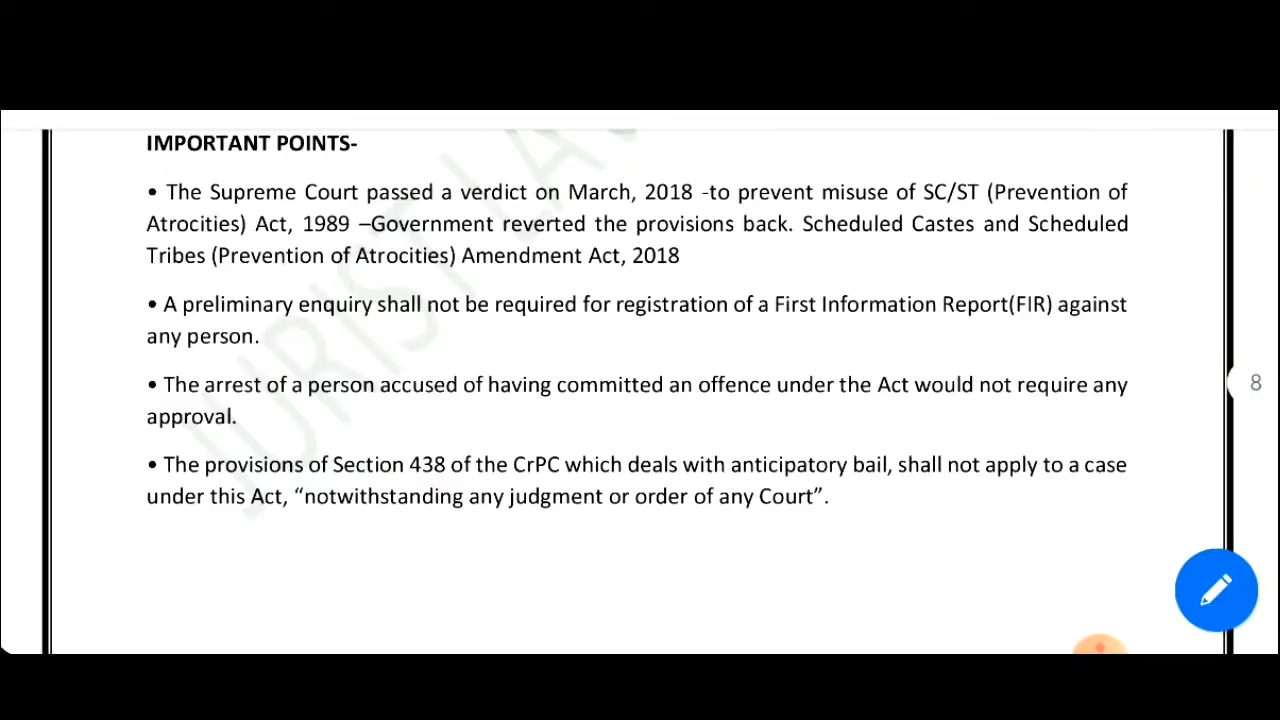 IMPORTANT POINTS-
• The Supreme Court passed a verdict on March, 2018 -to prevent misuse of SC/ST (Prevention of
Atrocities) Act, 1989 –Government reverted the provisions back. Scheduled Castes and Scheduled
Tribes (Prevention of Atrocities) Amendment Act, 2018
• A preliminary enquiry shall not be required for registration of a First Information Report(FIR) against
any person.
• The arrest of a person accused of having committed an offence under the Act would not require any
approval.
• The provisions of Section 438 of the CrPC which deals with anticipatory bail, shall not apply to a case
under this Act, “notwithstanding any judgment or order of any Court”.
8
JURIST LAW